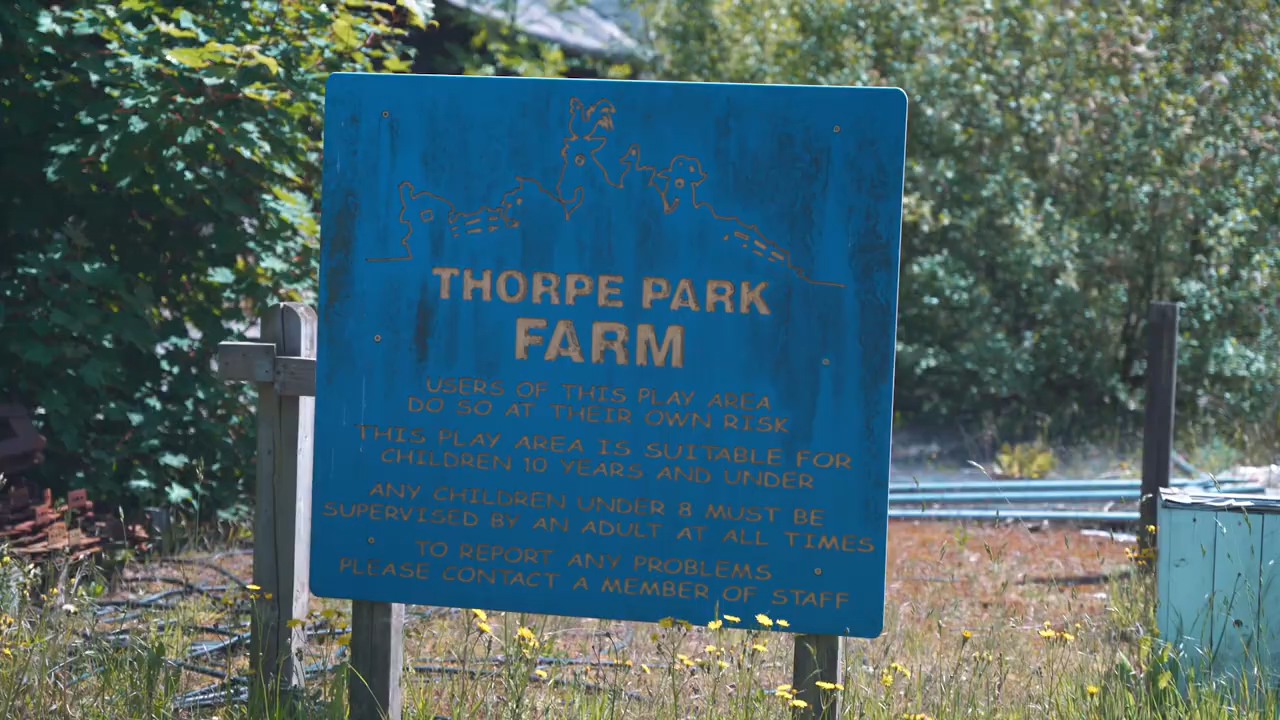 THORPE PARK
FARM
USERS OF THIS PLAY AREA
DO SO AT THEIR OWN RISK
THIS PLAY AREA IS SUITABLE FOR
CHILDREN 10 YEARS AND UNDER
ANY CHILDREN UNDER 8 MUST BE
SUPERVISED BY AN ADULT AT ALL TIMES
TO REPORT ANY PROBLEMS
PLEASE CONTACT A MEMBER OF STAFF